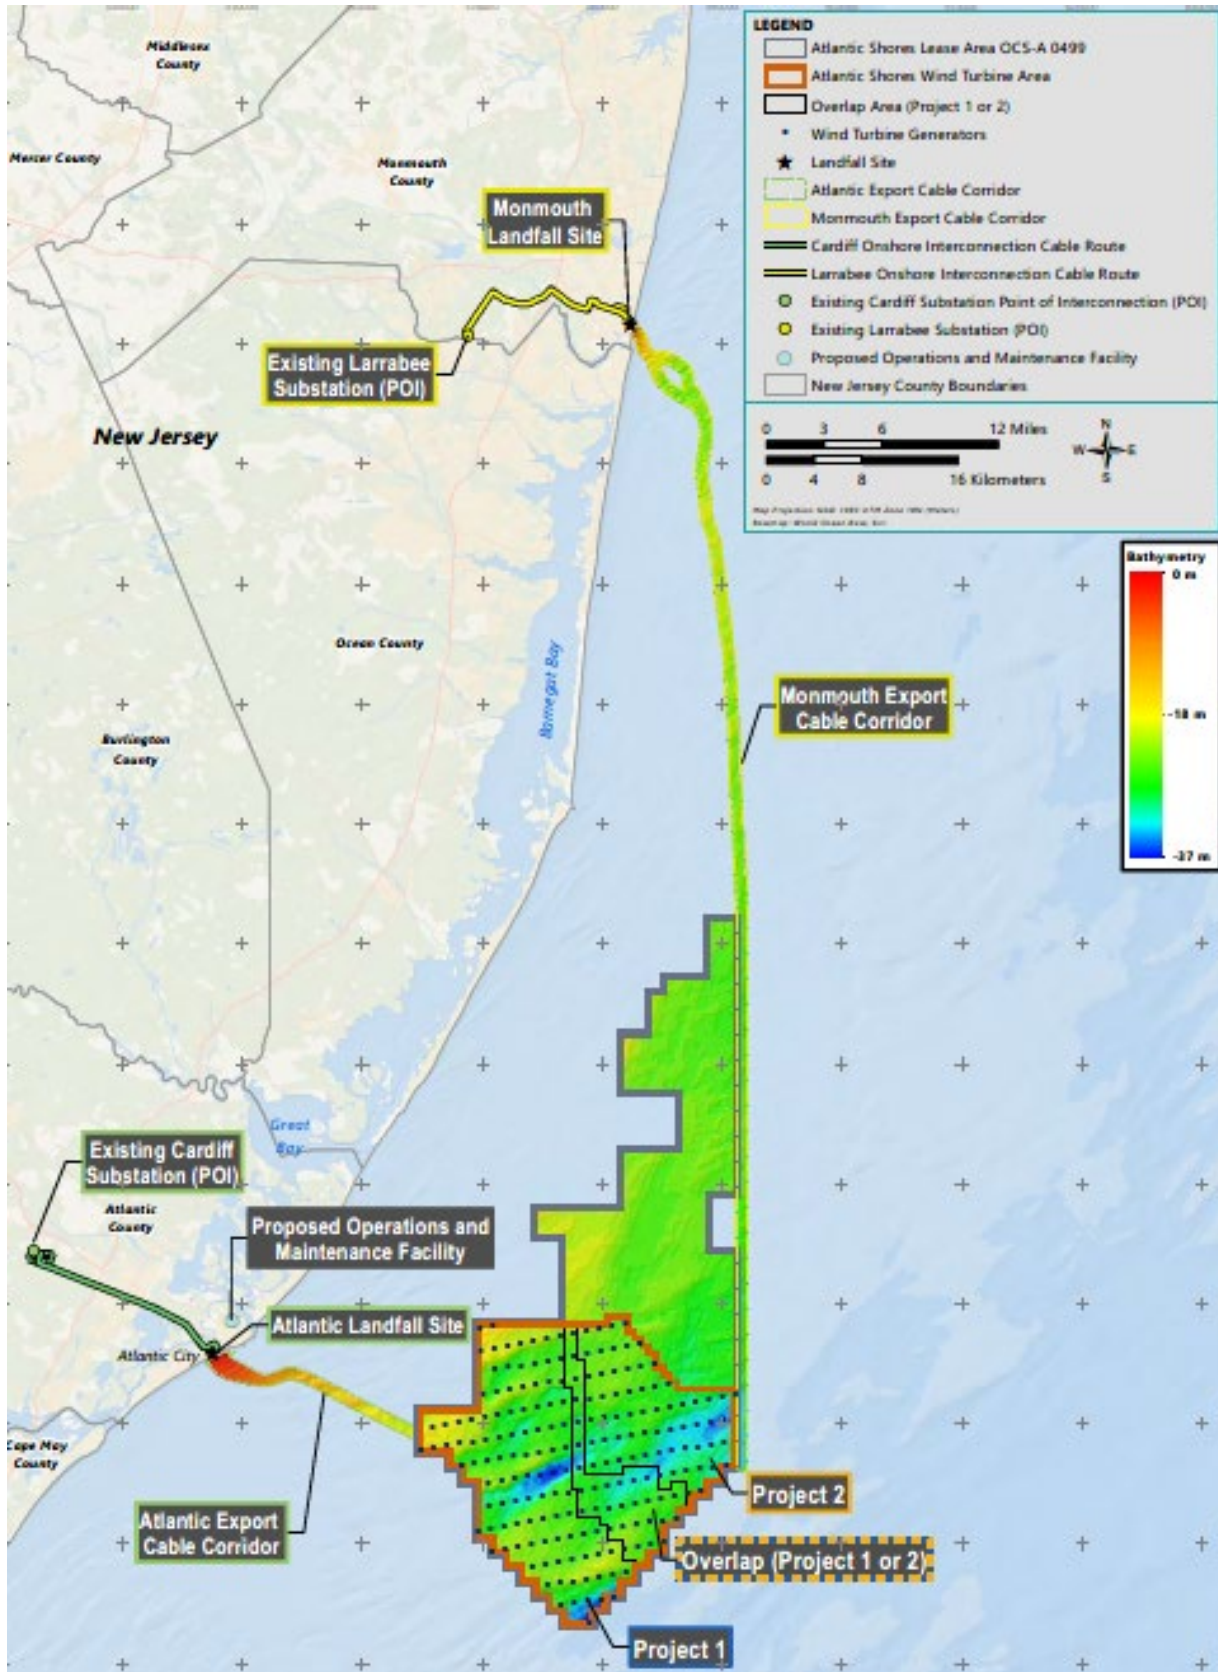 LEGEND
Atlantic Shores Lease Area OCS-A 0499
Atlantic Shores Wind Turbine Area
Overlap Area (Project 1 or 2)
Wind Turbine Generators
Landfall Site
Atlantic Export Cable Corridor
Monmouth Export Cable Corridor
Cardiff Onshore Interconnection Cable Route
Larrabee Onshore Interconnection Cable Route
Existing Cardiff Substation Point of Interconnection (POI)
Existing Larrabee Substation (POI)
Proposed Operations and Maintenance Facility
New Jersey County Boundaries
0 3 6 12 Miles
0 4 8 16 Kilometers
N
W E
S
Bathymetry
0 m
-18 m
-37 m
Middlesex
County
Mercer County
Monmouth
County
Monmouth
Landfall Site
Existing Larrabee
Substation (POI)
New Jersey
Ocean County
Barnegat Bay
Burlington
County
Monmouth Export
Cable Corridor
Great
Bay
Existing Cardiff
Substation (POI)
Atlantic
County
Proposed Operations and
Maintenance Facility
Atlantic Landfall Site
Atlantic City
Cape May
County
Atlantic Export
Cable Corridor
Project 2
Overlap (Project 1 or 2)
Project 1